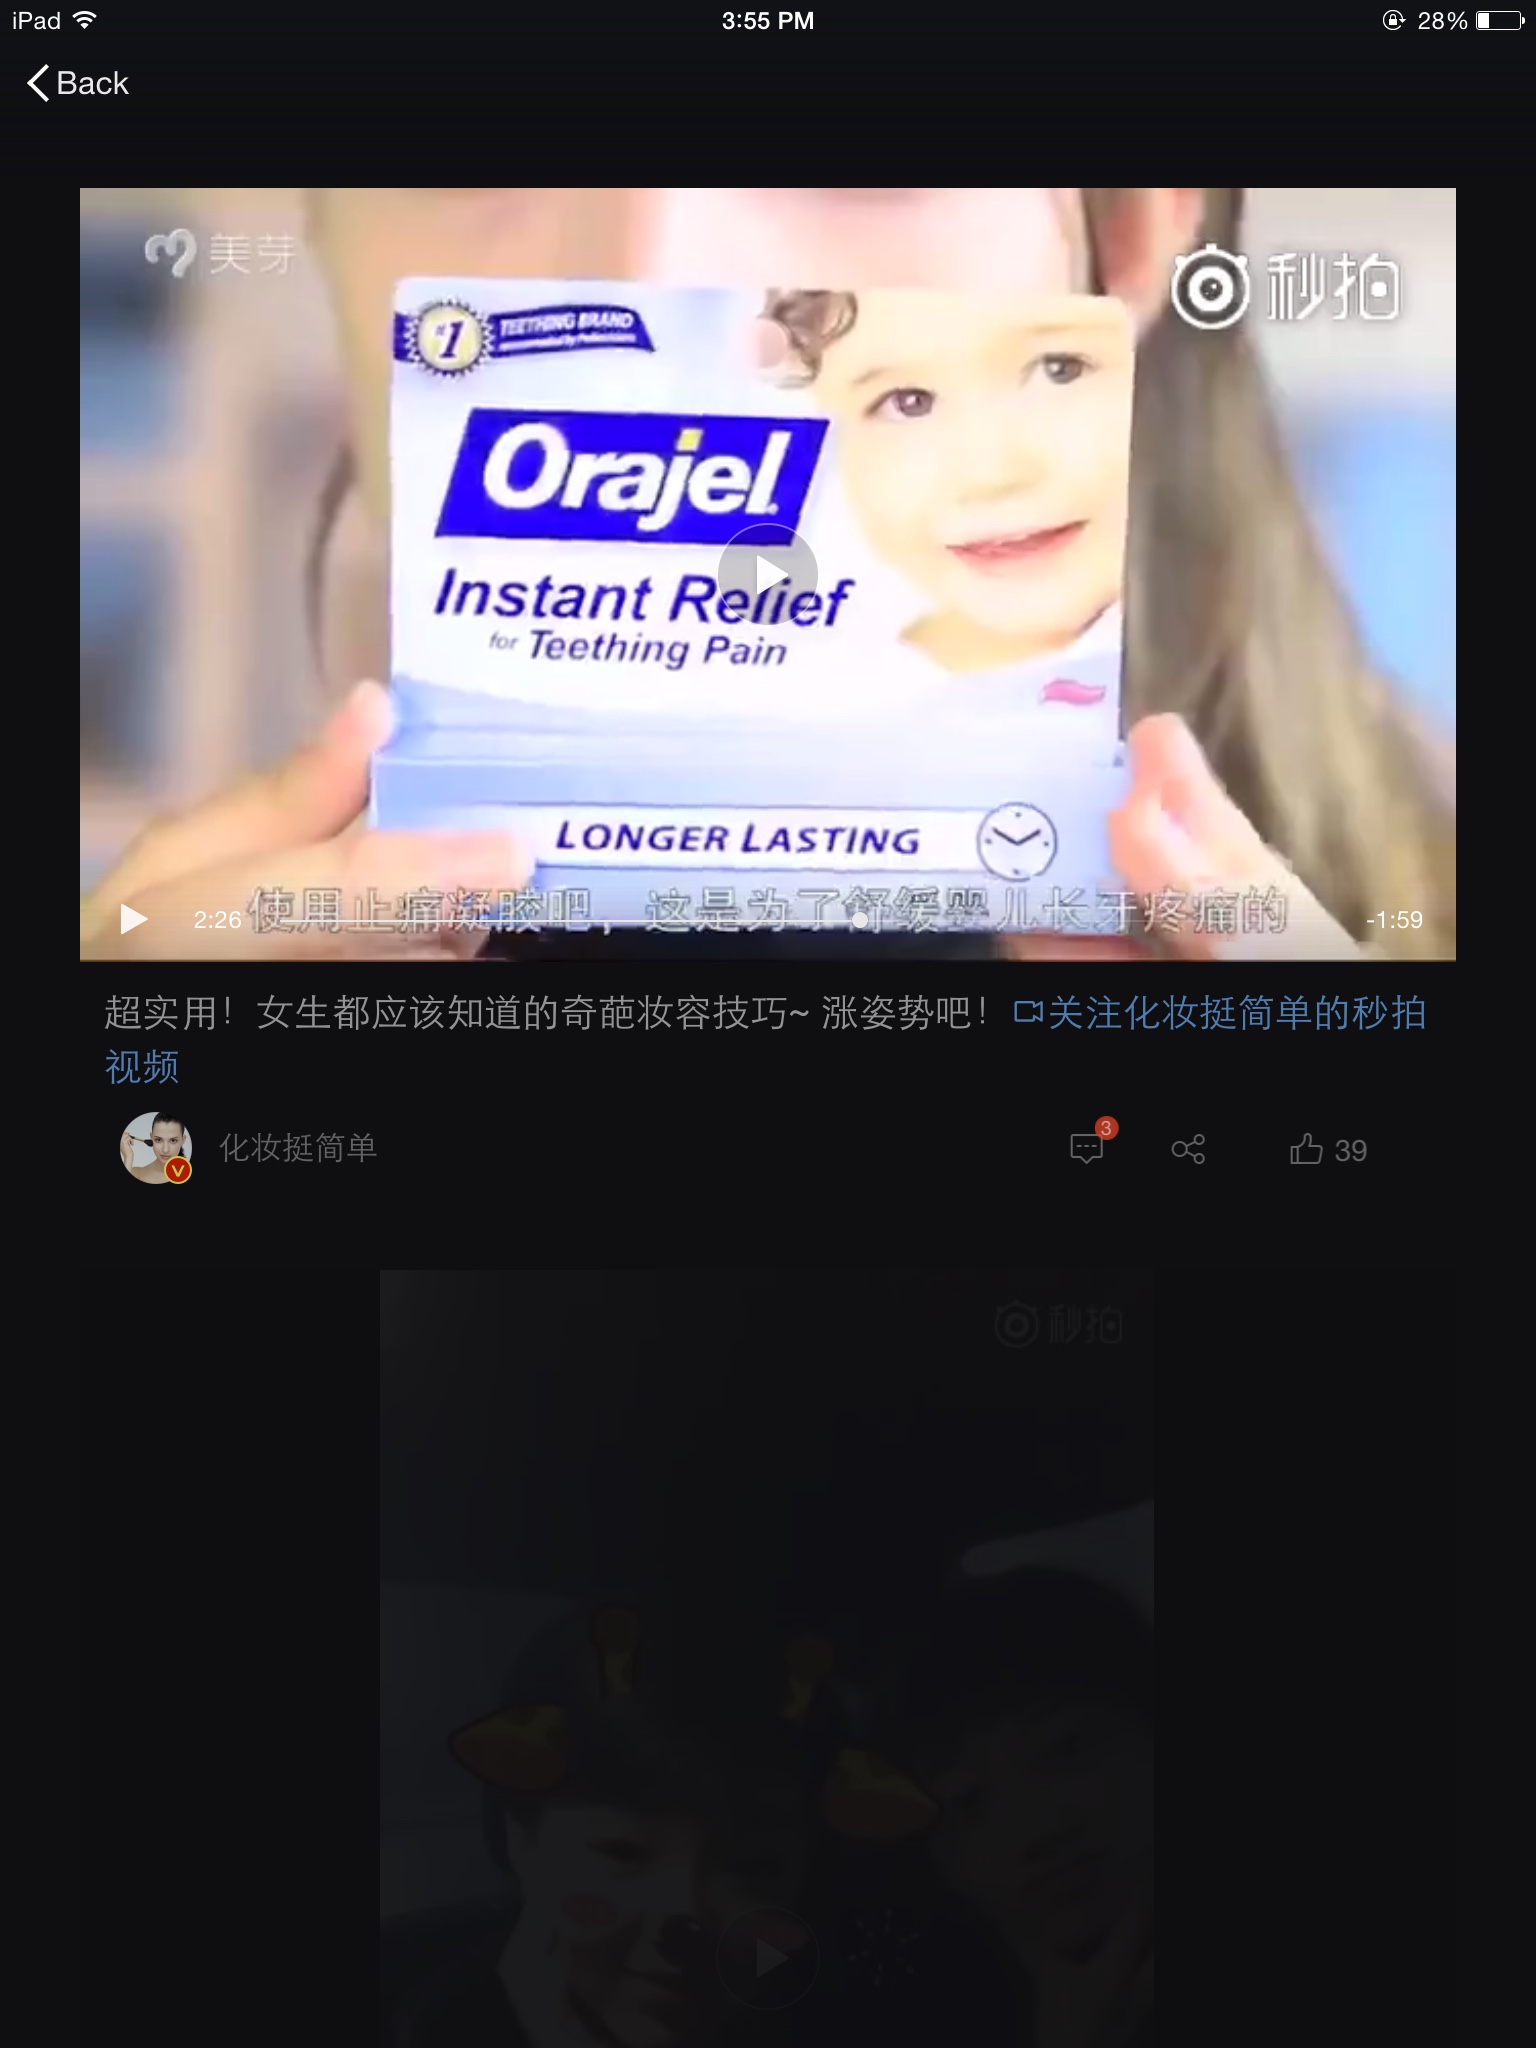 iPad
3:55 PM
28%
Back
美芽
秒拍
#1
TEETHING BRAND
Orajel
Instant Relief
for Teething Pain
LONGER LASTING
使用止痛凝胶吧，这是为了舒缓婴儿长牙疼痛的
2:26
-1:59
超实用！女生都应该知道的奇葩妆容技巧~ 涨姿势吧！关注化妆挺简单的秒拍
视频
化妆挺简单
3
39
秒拍